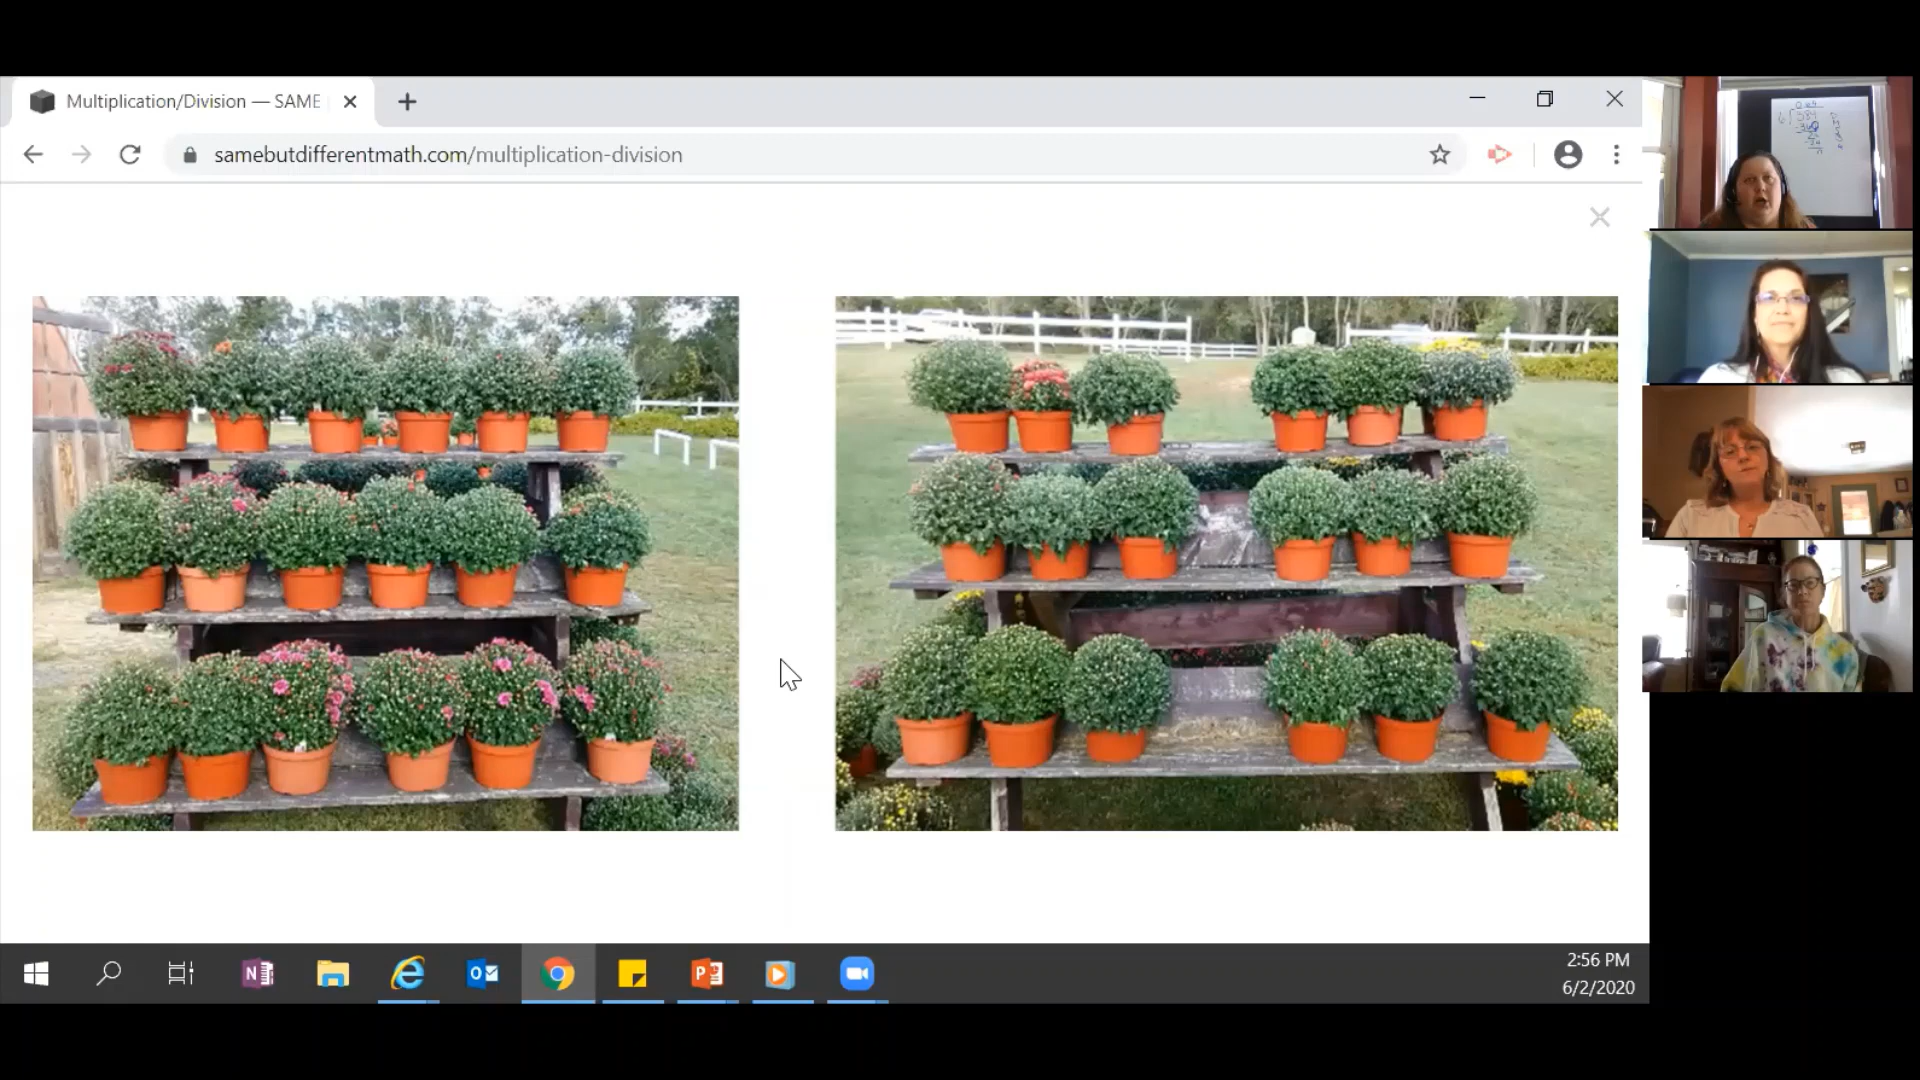 Multiplication/Division — SAME
samebutdifferentmath.com/multiplication-division
2:56 PM
6/2/2020